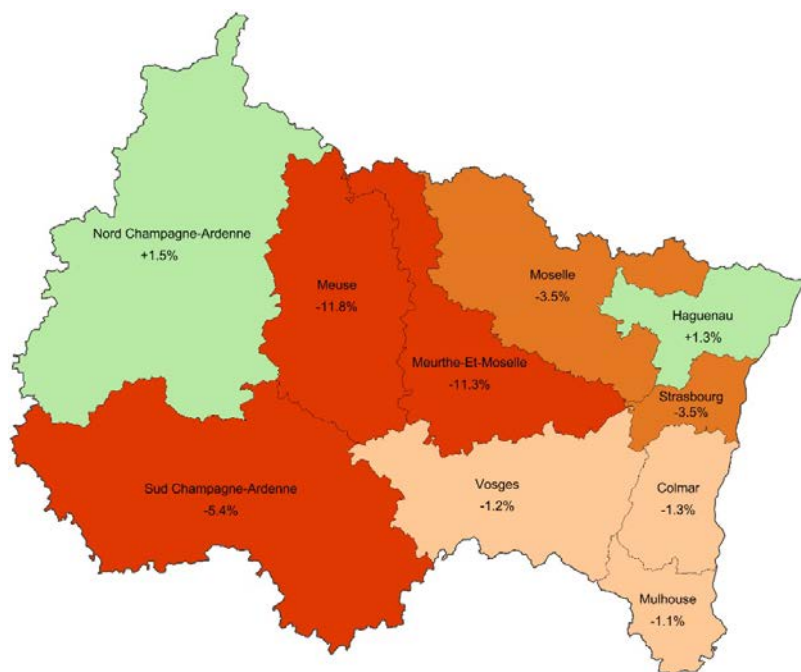 Nord Champagne-Ardenne
+1.5%
Meuse
-11.8%
Moselle
-3.5%
Haguenau
+1.3%
Meurthe-Et-Moselle
-11.3%
Strasbourg
-3.5%
Sud Champagne-Ardenne
-5.4%
Vosges
-1.2%
Colmar
-1.3%
Mulhouse
-1.1%